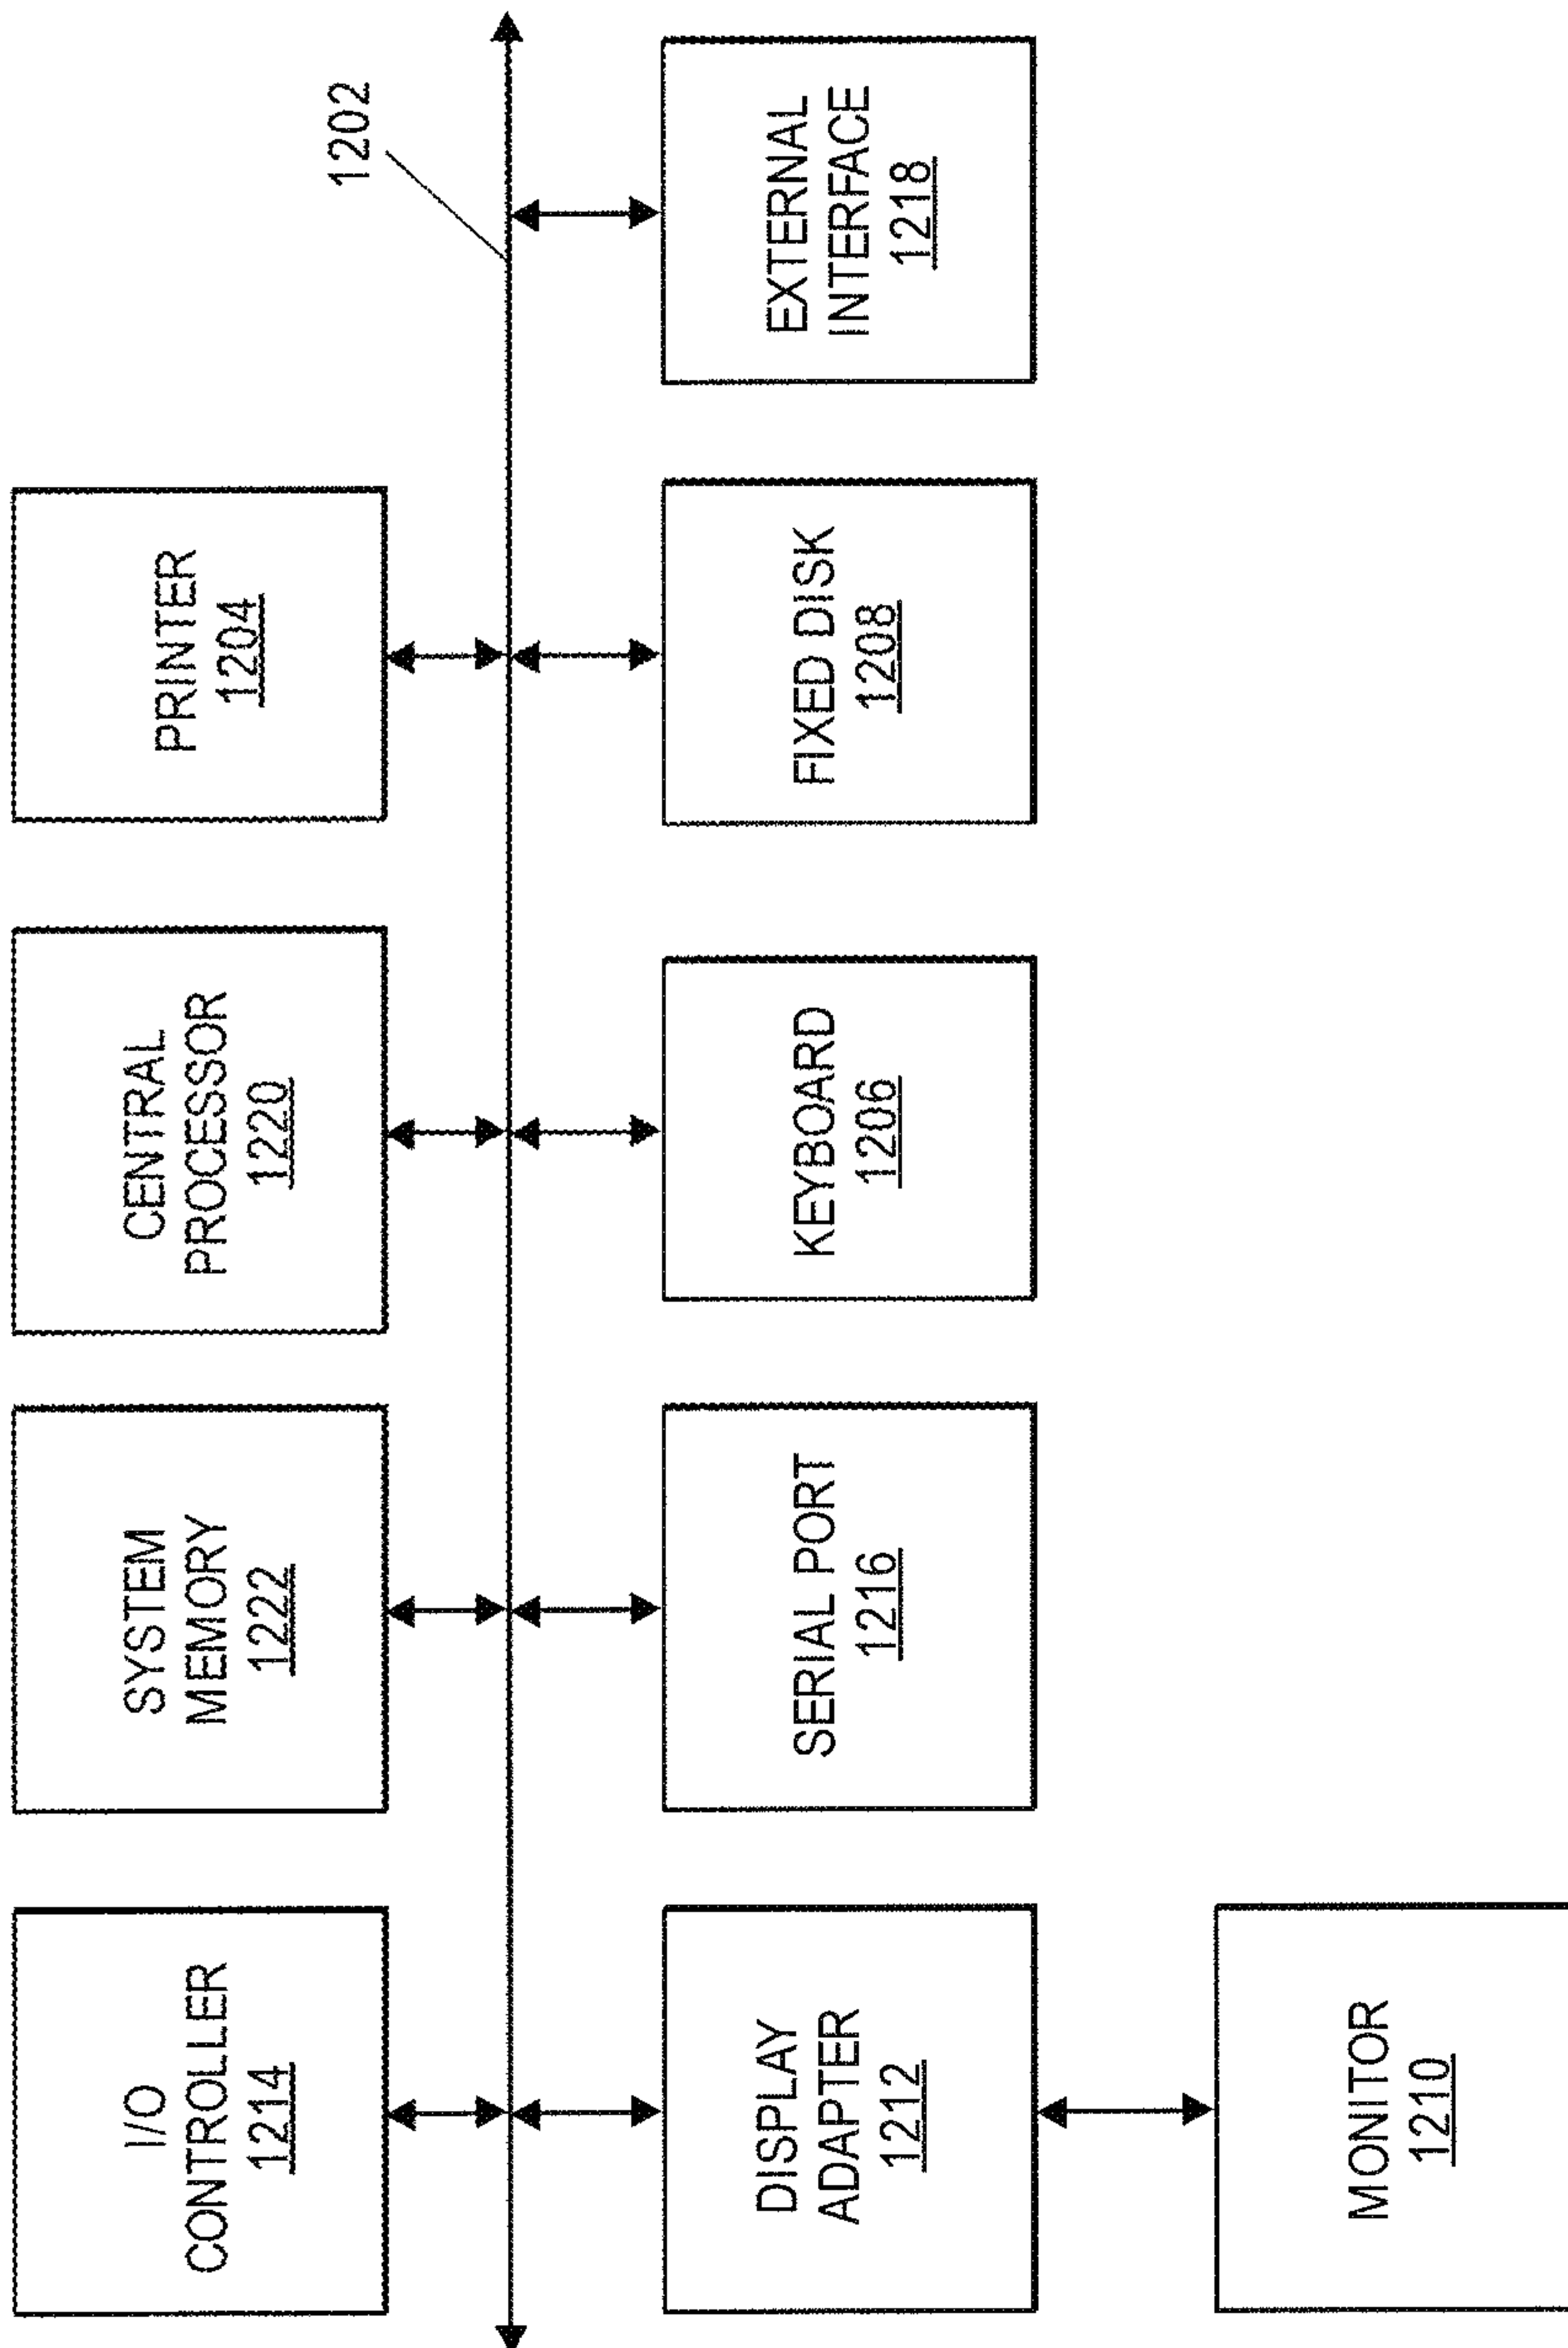 I/O
CONTROLLER
1214
SYSTEM
MEMORY
1222
CENTRAL
PROCESSOR
1220
PRINTER
1204
1202
DISPLAY
ADAPTER
1212
SERIAL PORT
1216
KEYBOARD
1206
FIXED DISK
1208
EXTERNAL
INTERFACE
1218
MONITOR
1210